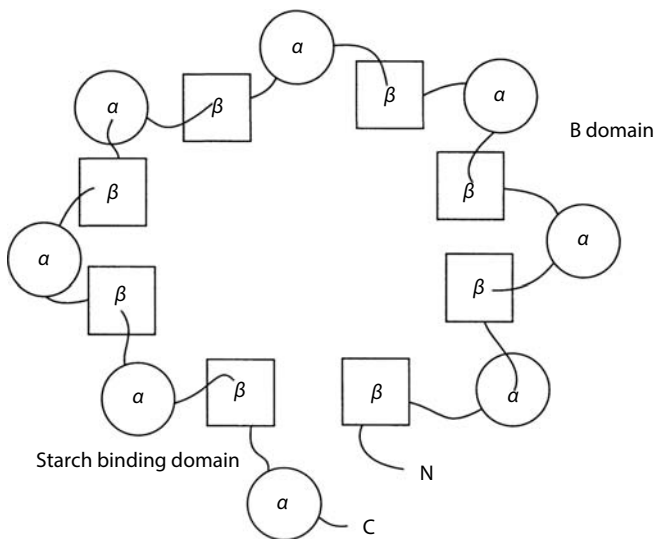 α
α β β α
B domain
β β
α α
β β
α β β α
Starch binding domain
N
α
C